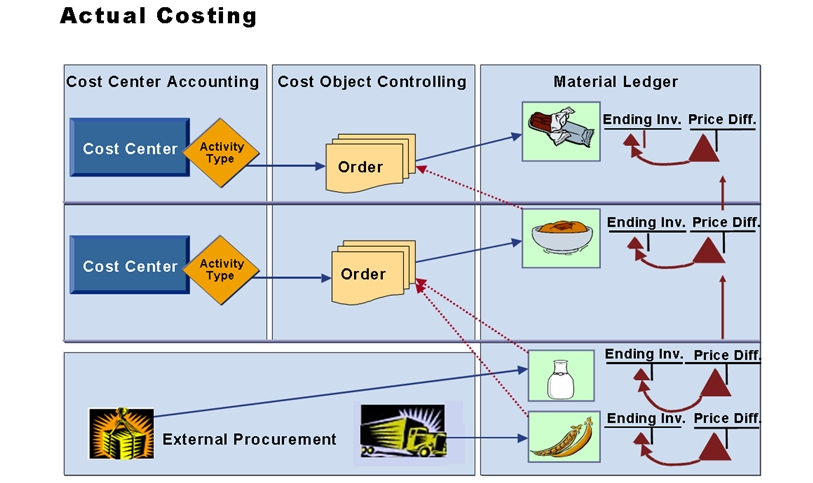 Actual Costing
Cost Center Accounting
Cost Object Controlling
Material Ledger
Cost Center
Activity
Type
Order
Ending Inv.
Price Diff.
Cost Center
Activity
Type
Order
Ending Inv.
Price Diff.
Ending Inv.
Price Diff.
External Procurement
Ending Inv.
Price Diff.